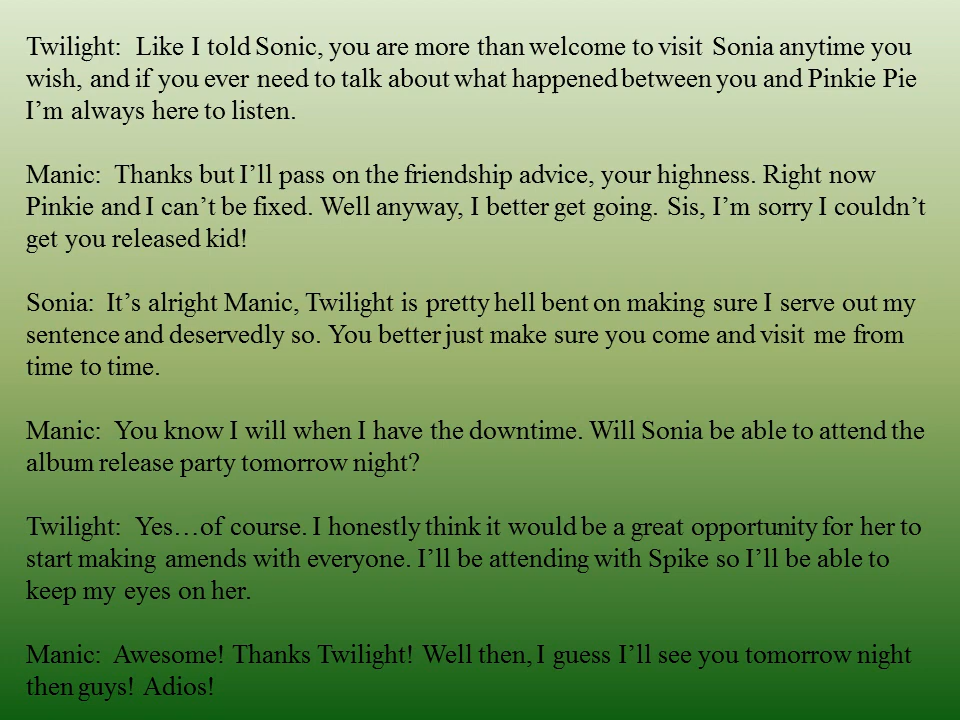 Twilight:  Like I told Sonic, you are more than welcome to visit Sonia anytime you
wish, and if you ever need to talk about what happened between you and Pinkie Pie
I’m always here to listen.
Manic:  Thanks but I’ll pass on the friendship advice, your highness. Right now
Pinkie and I can’t be fixed. Well anyway, I better get going. Sis, I’m sorry I couldn’t
get you released kid!
Sonia:  It’s alright Manic, Twilight is pretty hell bent on making sure I serve out my
sentence and deservedly so. You better just make sure you come and visit me from
time to time.
Manic:  You know I will when I have the downtime. Will Sonia be able to attend the
album release party tomorrow night?
Twilight:  Yes…of course. I honestly think it would be a great opportunity for her to
start making amends with everyone. I’ll be attending with Spike so I’ll be able to
keep my eyes on her.
Manic:  Awesome! Thanks Twilight! Well then, I guess I’ll see you tomorrow night
then guys! Adios!